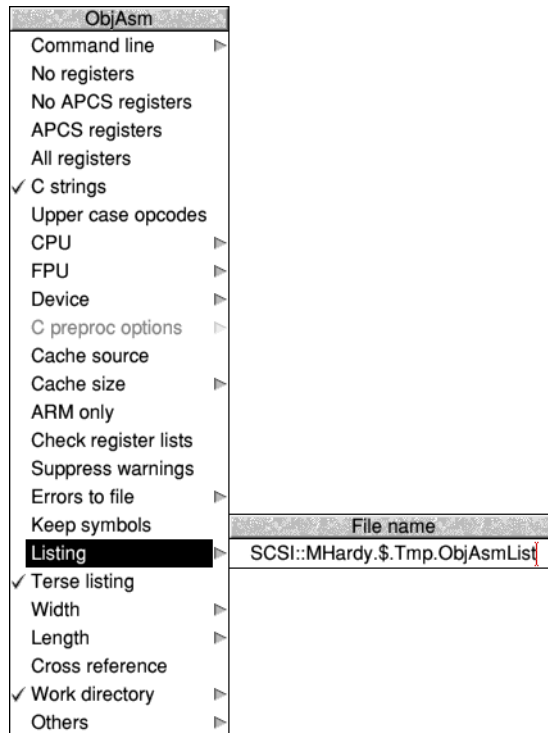 ObjAsm
Command line
No registers
No APCS registers
APCS registers
All registers
C strings
Upper case opcodes
CPU
FPU
Device
C preproc options
Cache source
Cache size
ARM only
Check register lists
Suppress warnings
Errors to file
Keep symbols
File name
Listing
SCSI::MHardy.$.Tmp.ObjAsmList
Terse listing
Width
Length
Cross reference
Work directory
Others